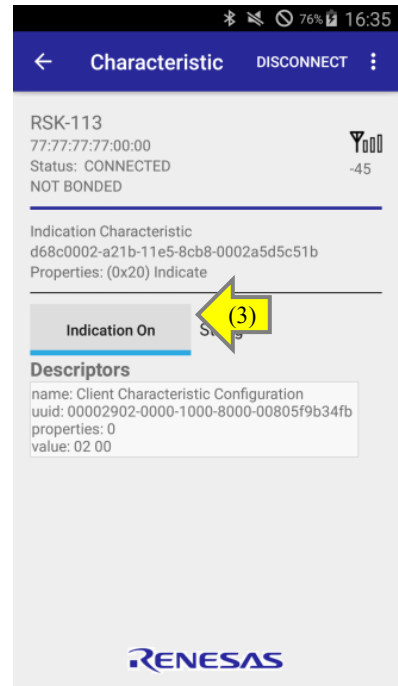 76% 16:35
Characteristic DISCONNECT
RSK-113
77:77:77:77:00:00
Status: CONNECTED
-45
NOT BONDED
Indication Characteristic
d68c0002-a21b-11e5-8cb8-0002a5d5c51b
Properties: (0x20) Indicate
(3)
Indication On
Descriptors
name: Client Characteristic Configuration
uuid: 00002902-0000-1000-8000-00805f9b34fb
properties: 0
value: 02 00
RENESAS